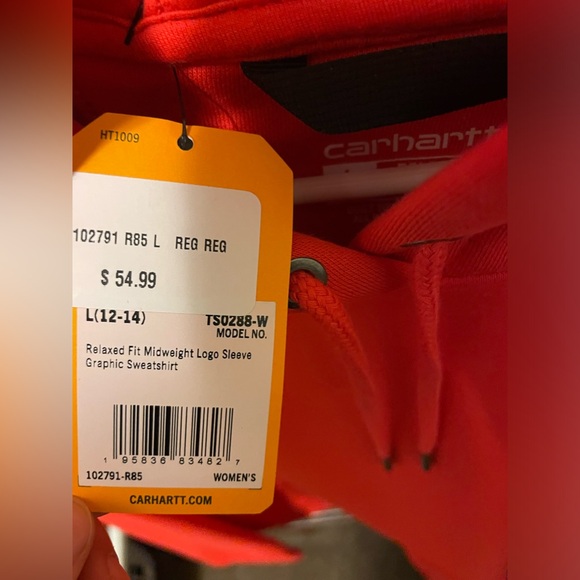 HT1009
carhartt
102791 R85 L REG REG
$ 54.99
L(12-14) TS0288-W
MODEL NO.
Relaxed Fit Midweight Logo Sleeve
Graphic Sweatshirt
1 95836 83482 7
102791-R85 WOMEN'S
CARHARTT.COM